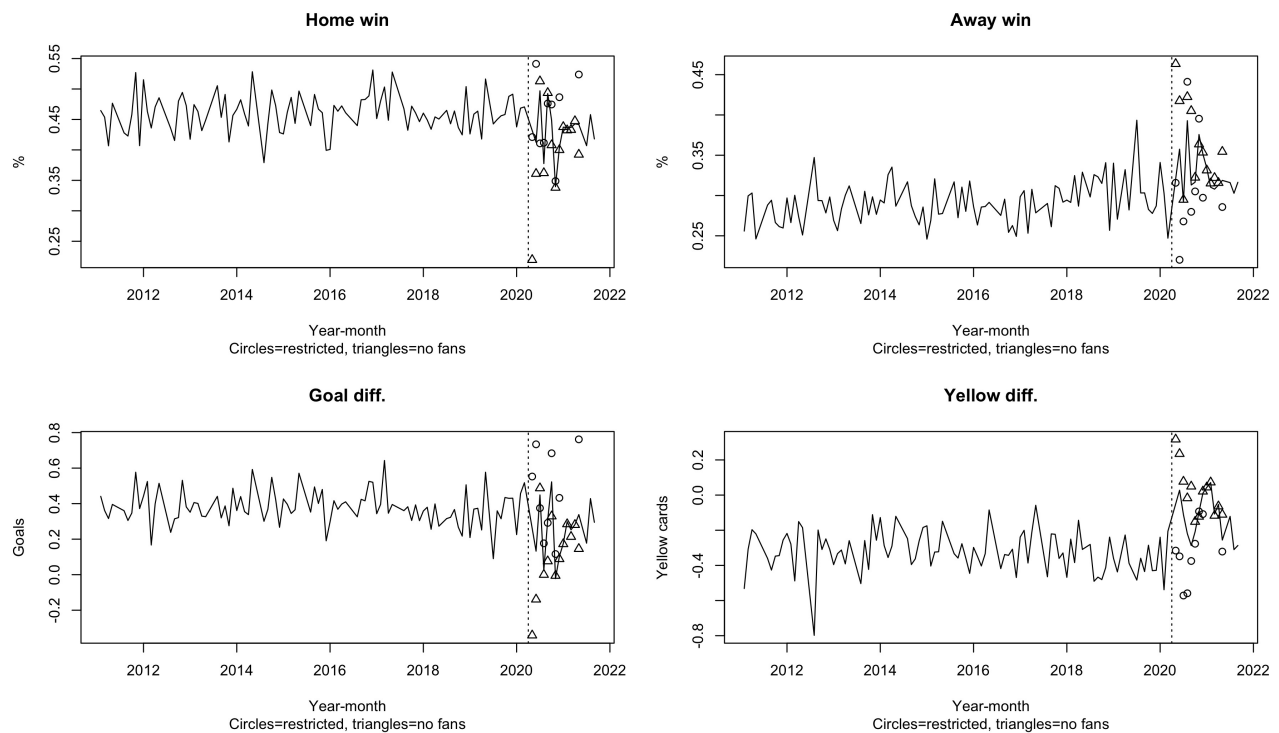 Home win
%
0.55
0.45
0.35
0.25
2012 2014 2016 2018 2020 2022
Year-month
Circles=restricted, triangles=no fans
Away win
%
0.45
0.35
0.25
2012 2014 2016 2018 2020 2022
Year-month
Circles=restricted, triangles=no fans
Goal diff.
Goals
0.8
0.6
0.4
0.2
0.0
-0.2
2012 2014 2016 2018 2020 2022
Year-month
Circles=restricted, triangles=no fans
Yellow diff.
Yellow cards
0.2
0.0
-0.4
-0.8
2012 2014 2016 2018 2020 2022
Year-month
Circles=restricted, triangles=no fans